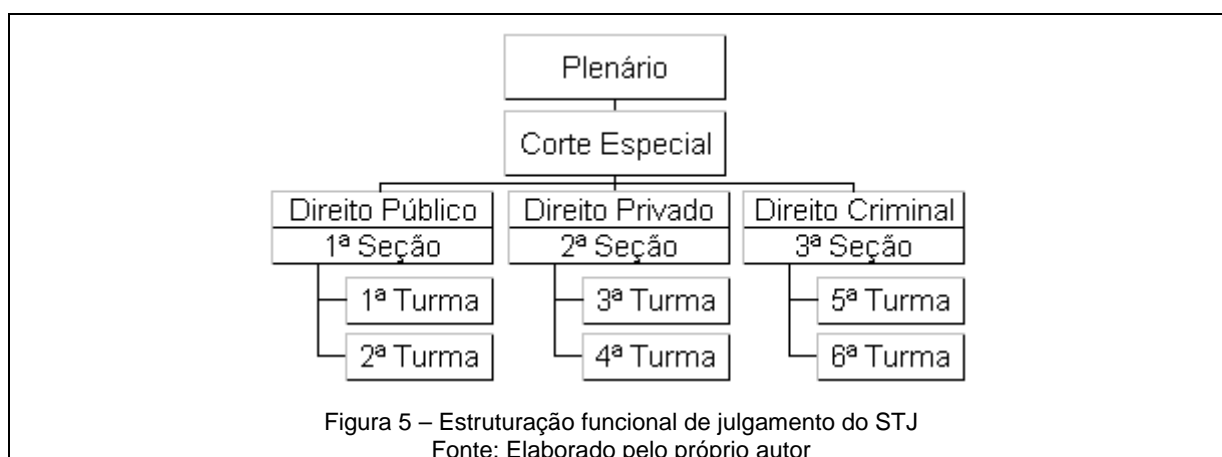 Plenário
Corte Especial
Direito Público
1ª Seção
1ª Turma
2ª Turma
Direito Privado
2ª Seção
3ª Turma
4ª Turma
Direito Criminal
3ª Seção
5ª Turma
6ª Turma
Figura 5 – Estruturação funcional de julgamento do STJ
Fonte: Elaborado pelo próprio autor